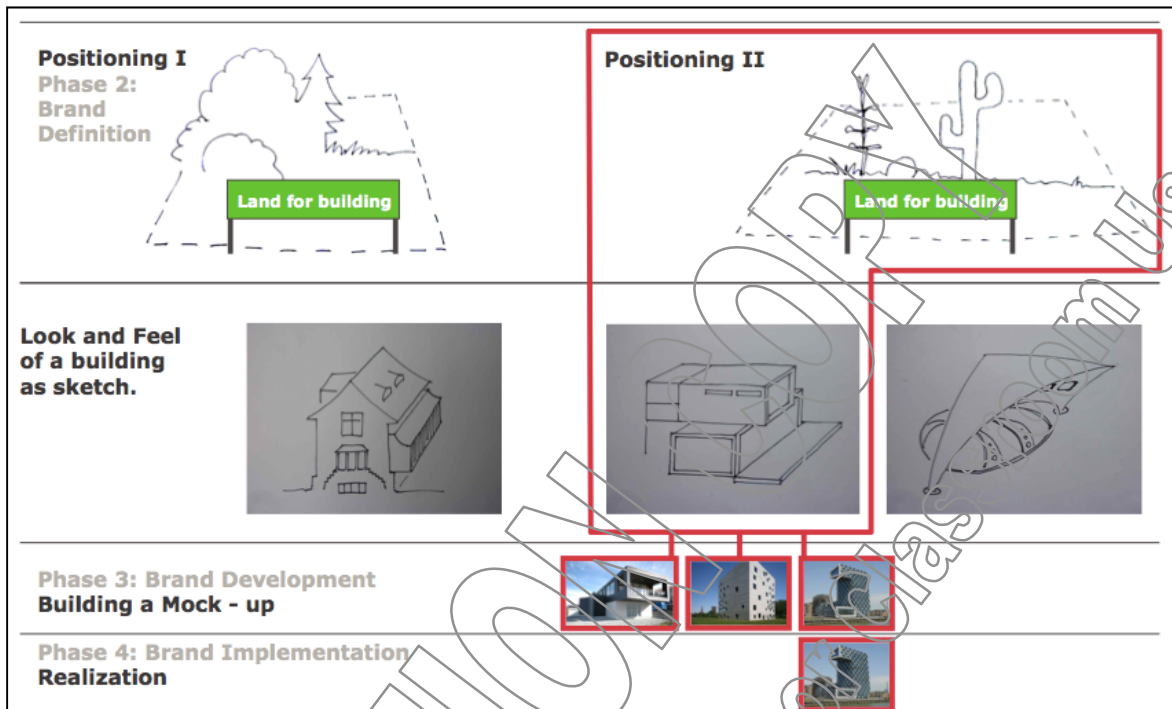 Positioning I
Phase 2:
Brand
Definition
Land for building
Positioning II
Land for building
Look and Feel
of a building
as sketch.
Phase 3: Brand Development
Building a Mock - up
Phase 4: Brand Implementation
Realization